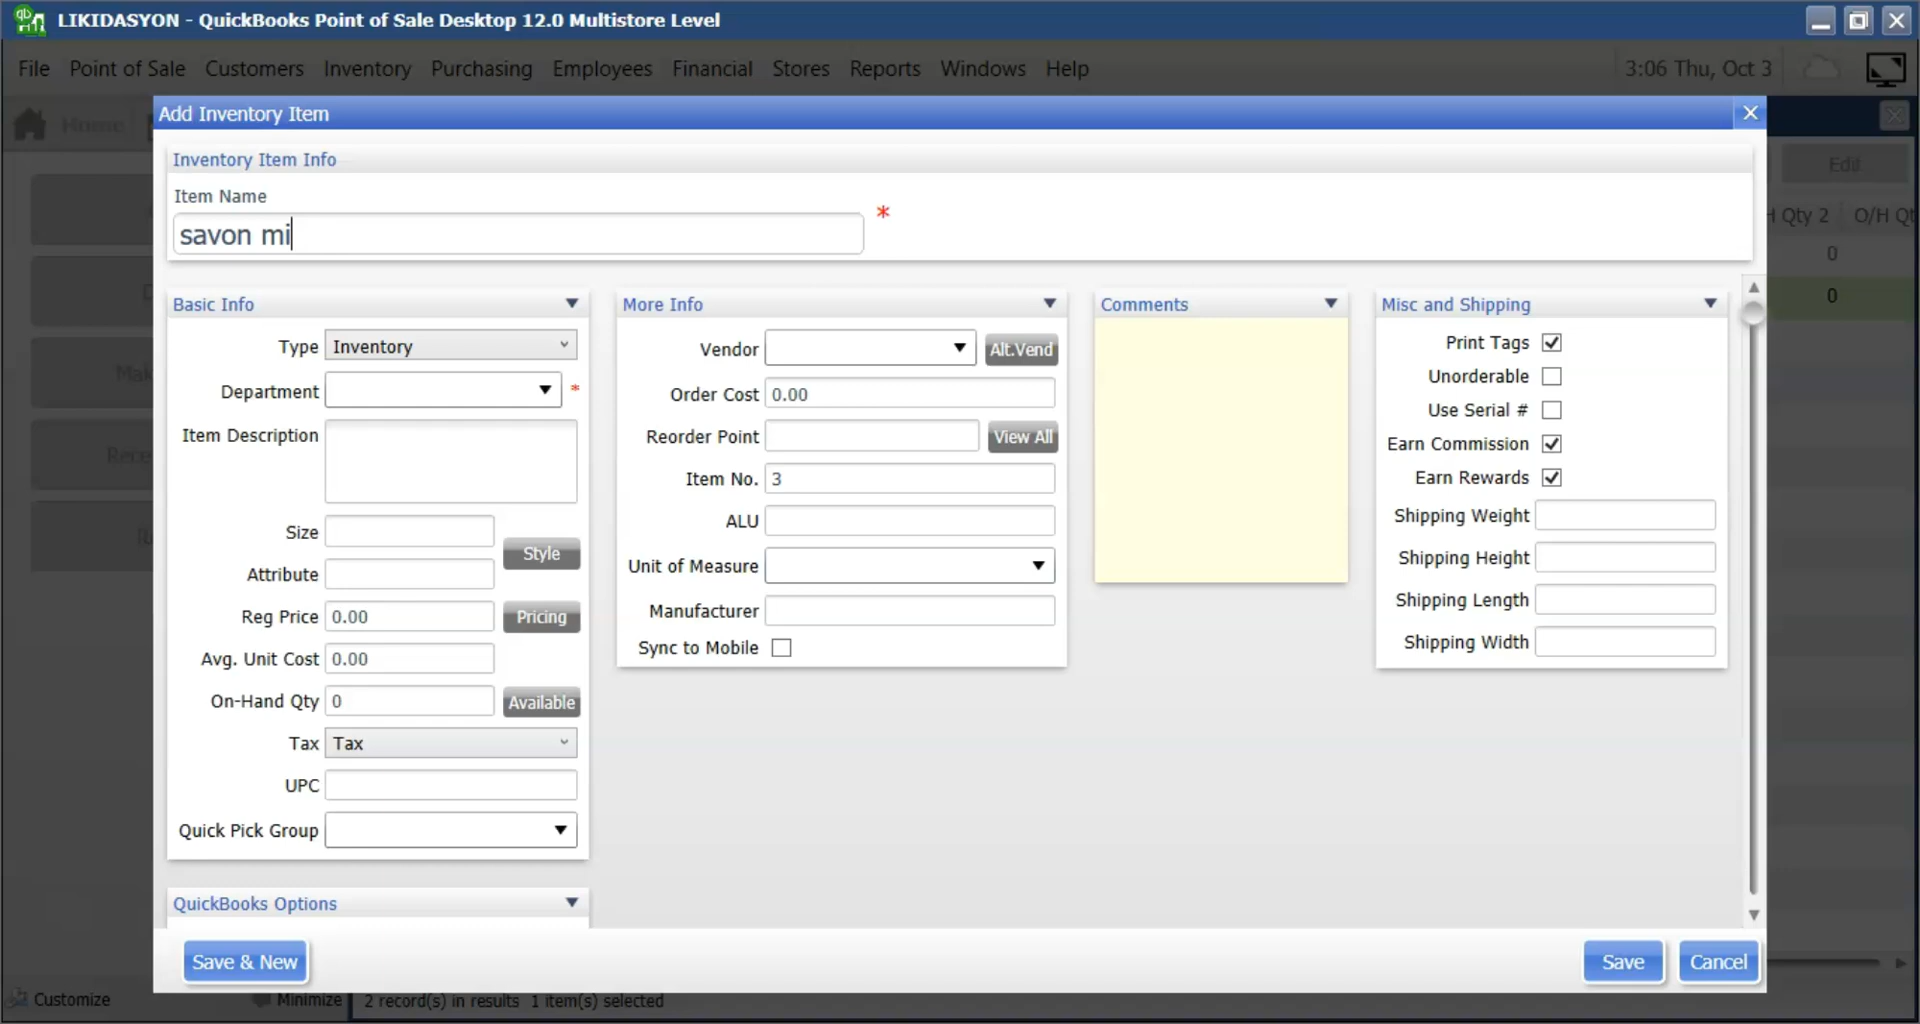 LIKIDASYON - QuickBooks Point of Sale Desktop 12.0 Multistore Level
File Point of Sale Customers Inventory Purchasing Employees Financial Stores Reports Windows Help 3:06 Thu, Oct 3
Home
Add Inventory Item
Inventory Item Info
Edit
Item Name *
savon mi
Qty 2 O/H Qt
0
0
Basic Info
Type Inventory
Department *
Item Description
Size
Style
Attribute
Reg Price 0.00 Pricing
Avg. Unit Cost 0.00
On-Hand Qty 0 Available
Tax Tax
UPC
Quick Pick Group
QuickBooks Options
More Info
Vendor Alt.Vend
Order Cost 0.00
Reorder Point View All
Item No. 3
ALU
Unit of Measure
Manufacturer
Sync to Mobile
Comments
Misc and Shipping
Print Tags
Unorderable
Use Serial #
Earn Commission
Earn Rewards
Shipping Weight
Shipping Height
Shipping Length
Shipping Width
Mak
Rece
Save & New Save Cancel
Customize Minimize 2 record(s) in results 1 item(s) selected